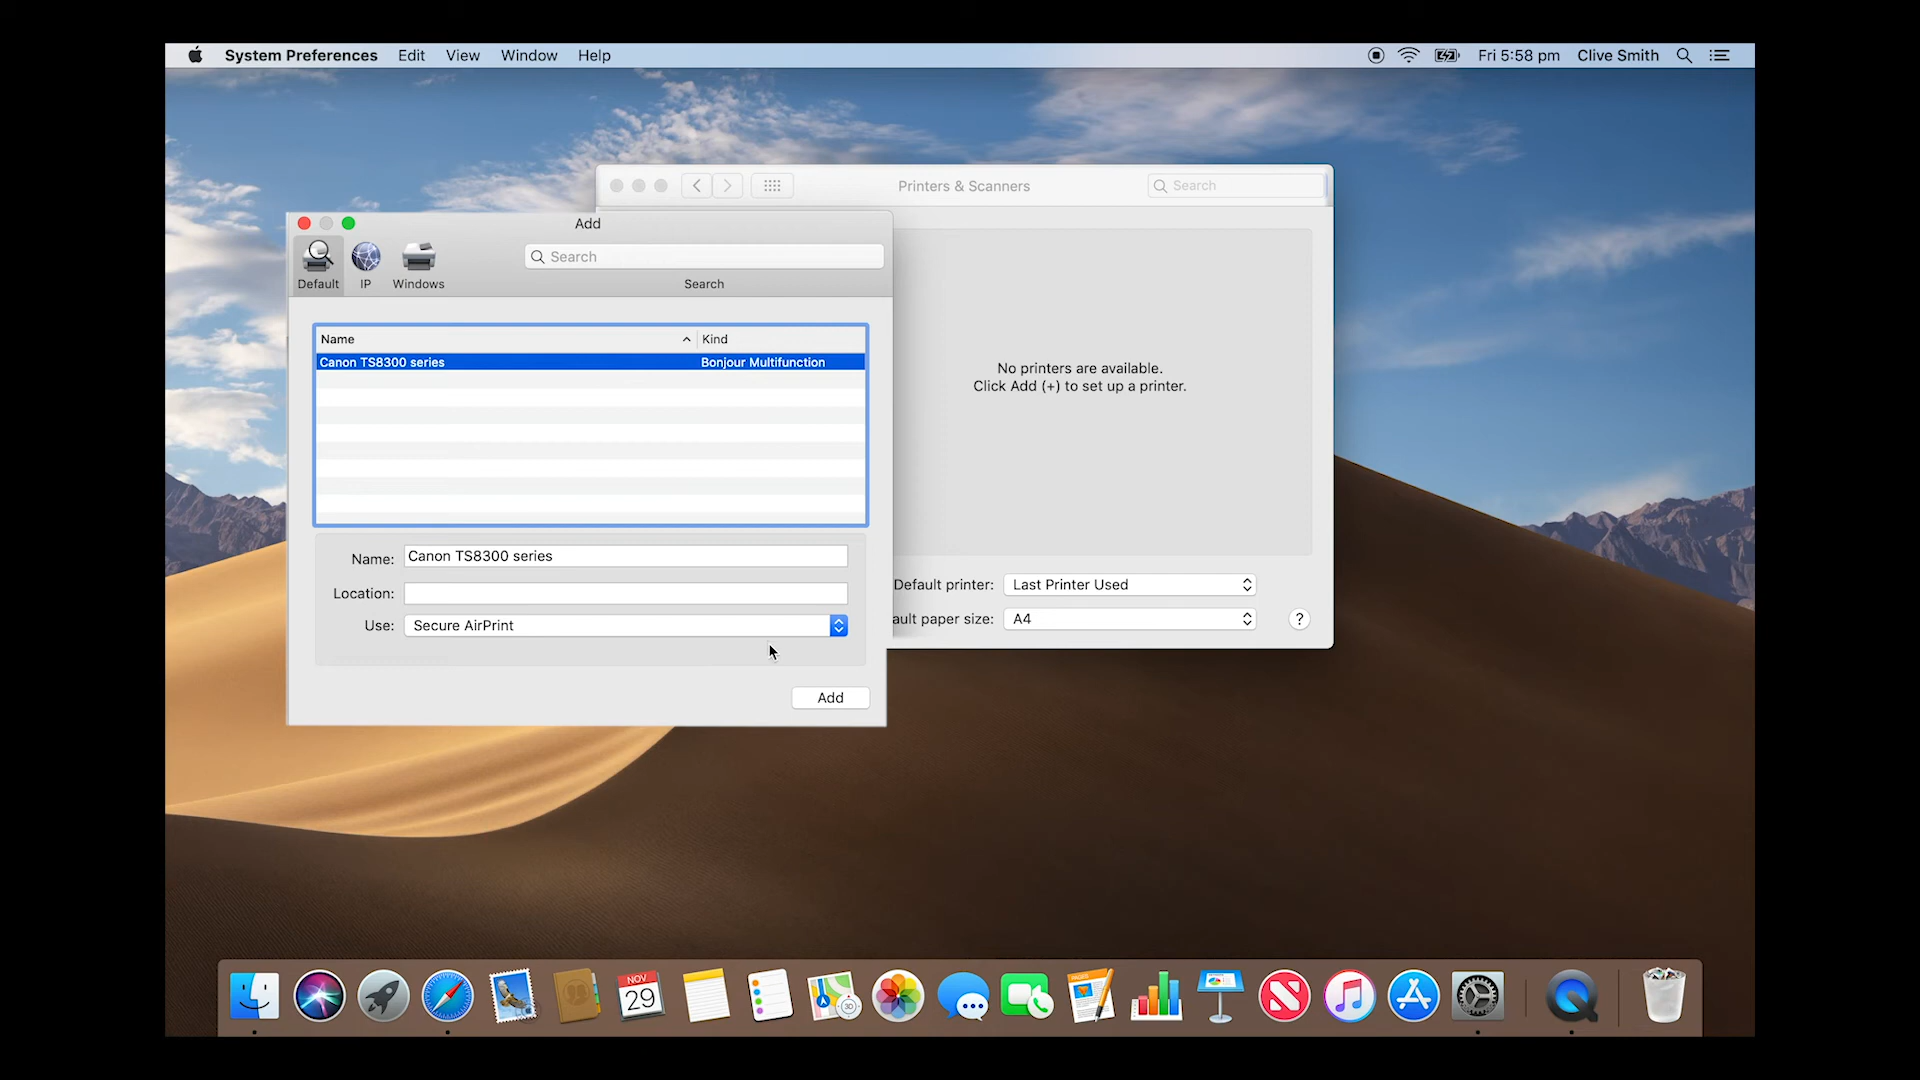 System Preferences Edit View Window Help Fri 5:58 pm Clive Smith
Printers & Scanners Search
Add
Search
Default IP Windows Search
Name Kind
Canon TS8300 series Bonjour Multifunction
No printers are available.
Click Add (+) to set up a printer.
Name: Canon TS8300 series
Location:
Use: Secure AirPrint
Default printer: Last Printer Used
ault paper size: A4 ?
Add
NOV
29
PAGES